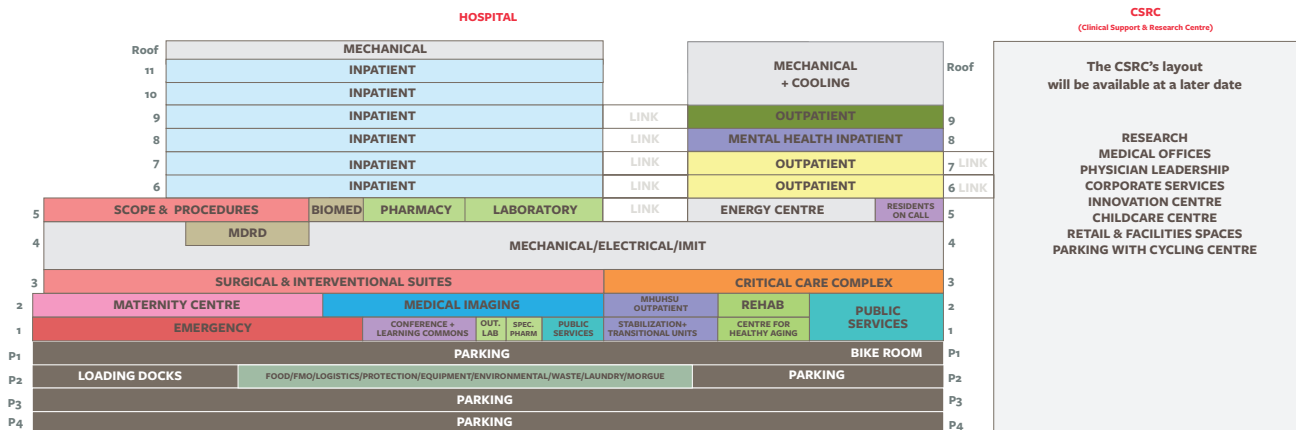 HOSPITAL
CSRC
(Clinical Support & Research Centre)
Roof MECHANICAL
MECHANICAL
+ COOLING
Roof
11 INPATIENT
10 INPATIENT
9 INPATIENT LINK OUTPATIENT 9
8 INPATIENT LINK MENTAL HEALTH INPATIENT 8
7 INPATIENT LINK OUTPATIENT 7 LINK
6 INPATIENT LINK OUTPATIENT 6 LINK
5 SCOPE & PROCEDURES BIOMED PHARMACY LABORATORY LINK ENERGY CENTRE
RESIDENTS
ON CALL
5
4 MDRD MECHANICAL/ELECTRICAL/IMIT 4
3 SURGICAL & INTERVENTIONAL SUITES CRITICAL CARE COMPLEX 3
2 MATERNITY CENTRE MEDICAL IMAGING
MHUHSU
OUTPATIENT
REHAB
PUBLIC
SERVICES
2
1 EMERGENCY
CONFERENCE +
LEARNING COMMONS
OUT.
LAB
SPEC.
PHARM
PUBLIC
SERVICES
STABILIZATION+
TRANSITIONAL UNITS
CENTRE FOR
HEALTHY AGING
1
P1 PARKING BIKE ROOM P1
P2 LOADING DOCKS FOOD/FMO/LOGISTICS/PROTECTION/EQUIPMENT/ENVIRONMENTAL/WASTE/LAUNDRY/MORGUE PARKING P2
P3 PARKING P3
P4 PARKING P4
The CSRC's layout
will be available at a later date
RESEARCH
MEDICAL OFFICES
PHYSICIAN LEADERSHIP
CORPORATE SERVICES
INNOVATION CENTRE
CHILDCARE CENTRE
RETAIL & FACILITIES SPACES
PARKING WITH CYCLING CENTRE